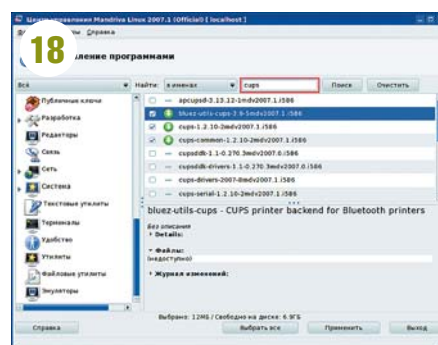 Центр управления Mandriva Linux 2007.1 (Official) [ localhost ]
Справка
18
ление программами
Всё
Найти:
в именах
cups
Поиск
Очистить
Публичные ключи
Разработка
Редакторы
Связь
Сеть
Система
Текстовые утилиты
Терминалы
Удобство
Утилиты
Файловые утилиты
Эмуляторы
apcupsd-3.13.12-1mdv2007.1.i586
bluez-utils-cups-3.9-5mdv2007.1.i586
cups-1.2.10-2mdv2007.1.i586
cups-common-1.2.10-2mdv2007.1.i586
cupsddk-1.1-0.270.3mdv2007.0.i586
cupsddk-drivers-1.1-0.270.3mdv2007.0.i586
cups-drivers-2007-8mdv2007.1.i586
cups-serial-1.2.10-2mdv2007.1.i586
bluez-utils-cups - CUPS printer backend for Bluetooth printers
Без описания
Details:
Файлы:
(недоступно)
Журнал изменений:
Выбрано: 12МБ / Свободно на диске: 6.9ГБ
Справка
Выбрать все
Применить
Выход